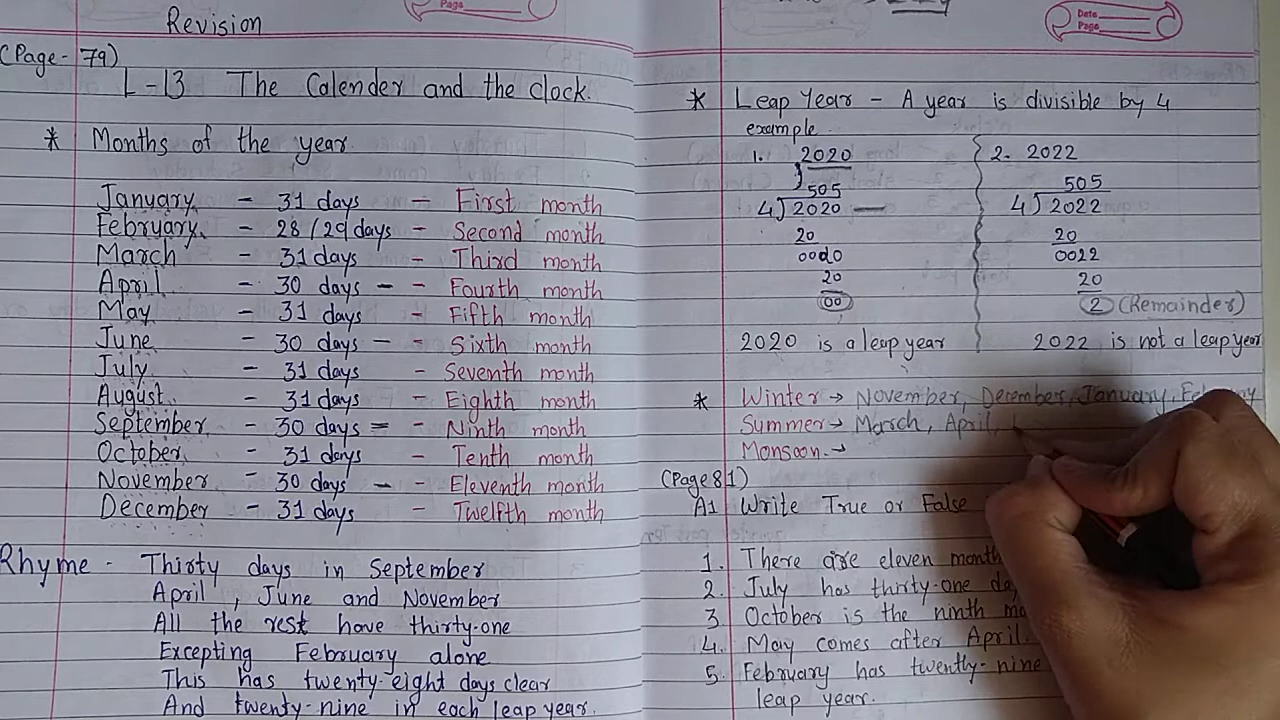 Page
Revision
(Page - 79)
L-13 The Calender and the clock.
* Months of the year
January - 31 days - First month
February - 28/29 days - Second month
March - 31 days - Third month
April - 30 days - - Fourth month
May - 31 days - Fifth month
June - 30 days - - Sixth month
July - 31 days - Seventh month
August - 31 days - Eighth month
September - 30 days = - Ninth month
October - 31 days - Tenth month
November - 30 days - - Eleventh month
December - 31 days - Twelfth month
Rhyme - Thirty days in September
April, June and November
All the rest have thirty-one
Excepting February alone
This has twenty-eight days clear
And twenty-nine in each leap year.
Date
Page
* Leap Year - A year is divisible by 4
example
1. 2020
505
4)2020
20
0020
20
00
2020 is a leap year
2. 2022
505
4)2022
20
0022
20
2 (Remainder)
2022 is not a leap year
* Winter → November, December, January, February
Summer → March, April,
Monsoon. →
(Page 81)
A1 Write True or False
1. There are eleven month
2. July has thirty-one da
3. October is the ninth mo
4. May comes after April.
5. February has twently-nine
leap year.